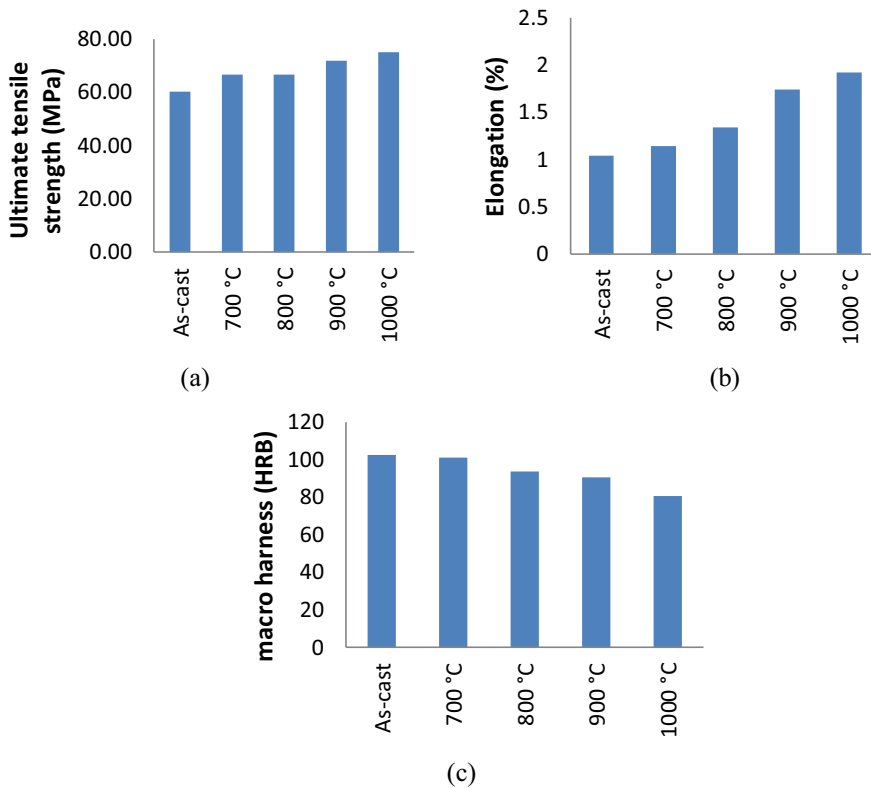 Ultimate tensile
strength (MPa)
80.00
60.00
40.00
20.00
0.00
As-cast
700 °C
800 °C
900 °C
1000 °C
(a)
Elongation (%)
2.5
2
1.5
1
0.5
0
As-cast
700 °C
800 °C
900 °C
1000 °C
(b)
macro harness (HRB)
120
100
80
60
40
20
0
As-cast
700 °C
800 °C
900 °C
1000 °C
(c)